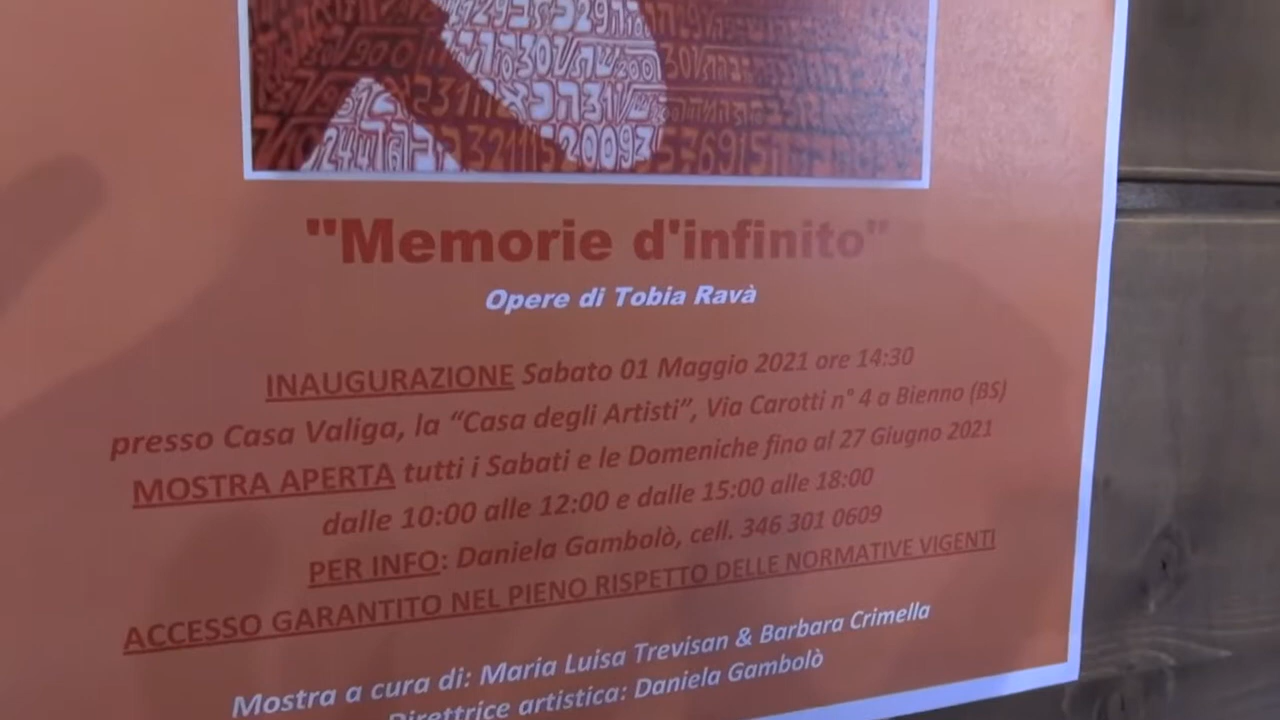 "Memorie d'infinito"
Opere di Tobia Ravà
INAUGURAZIONE Sabato 01 Maggio 2021 ore 14:30
presso Casa Valiga, la “Casa degli Artisti”, Via Carotti n° 4 a Bienno (BS)
MOSTRA APERTA tutti i Sabati e le Domeniche fino al 27 Giugno 2021
dalle 10:00 alle 12:00 e dalle 15:00 alle 18:00
PER INFO: Daniela Gambolò, cell. 346 301 0609
ACCESSO GARANTITO NEL PIENO RISPETTO DELLE NORMATIVE VIGENTI
Mostra a cura di: Maria Luisa Trevisan & Barbara Crimella
Direttrice artistica: Daniela Gambolò